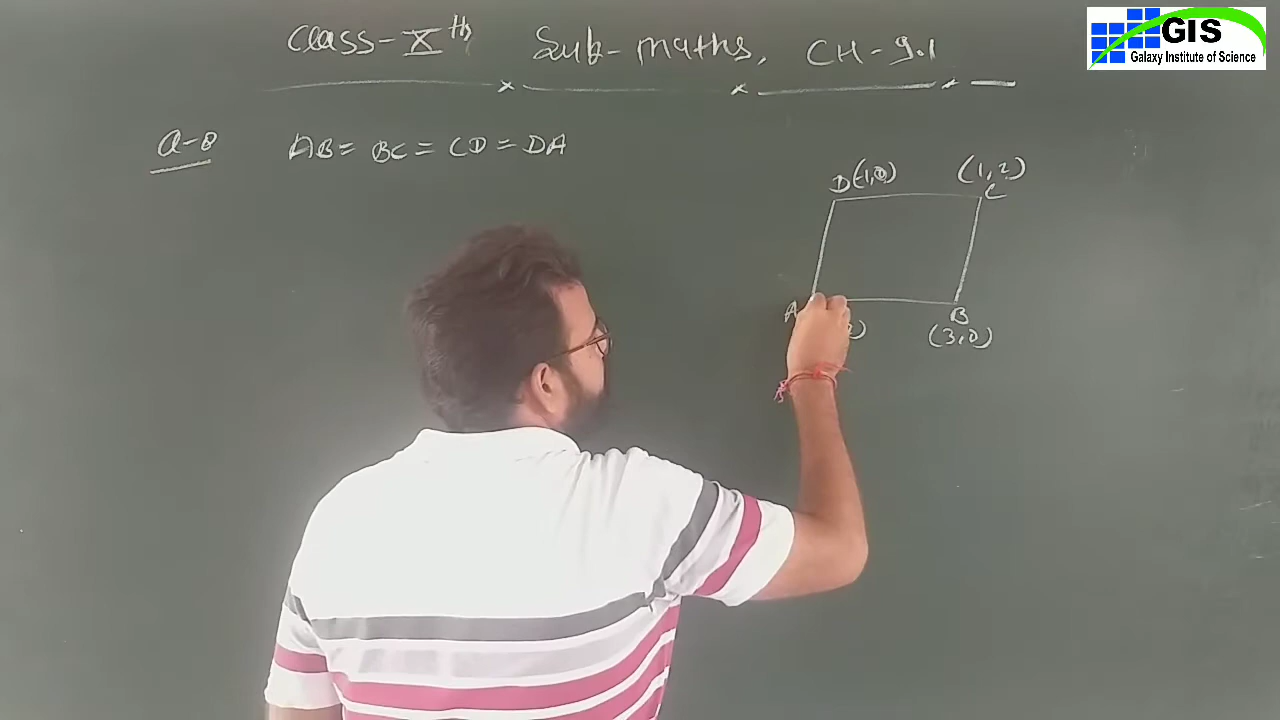 GIS
Galaxy Institute of Science
Class-Xth Sub-maths, CH-9.1
Q-8 AB= BC = CD = DA
D(-1,0) (1,2)
C
A B
(3,0)